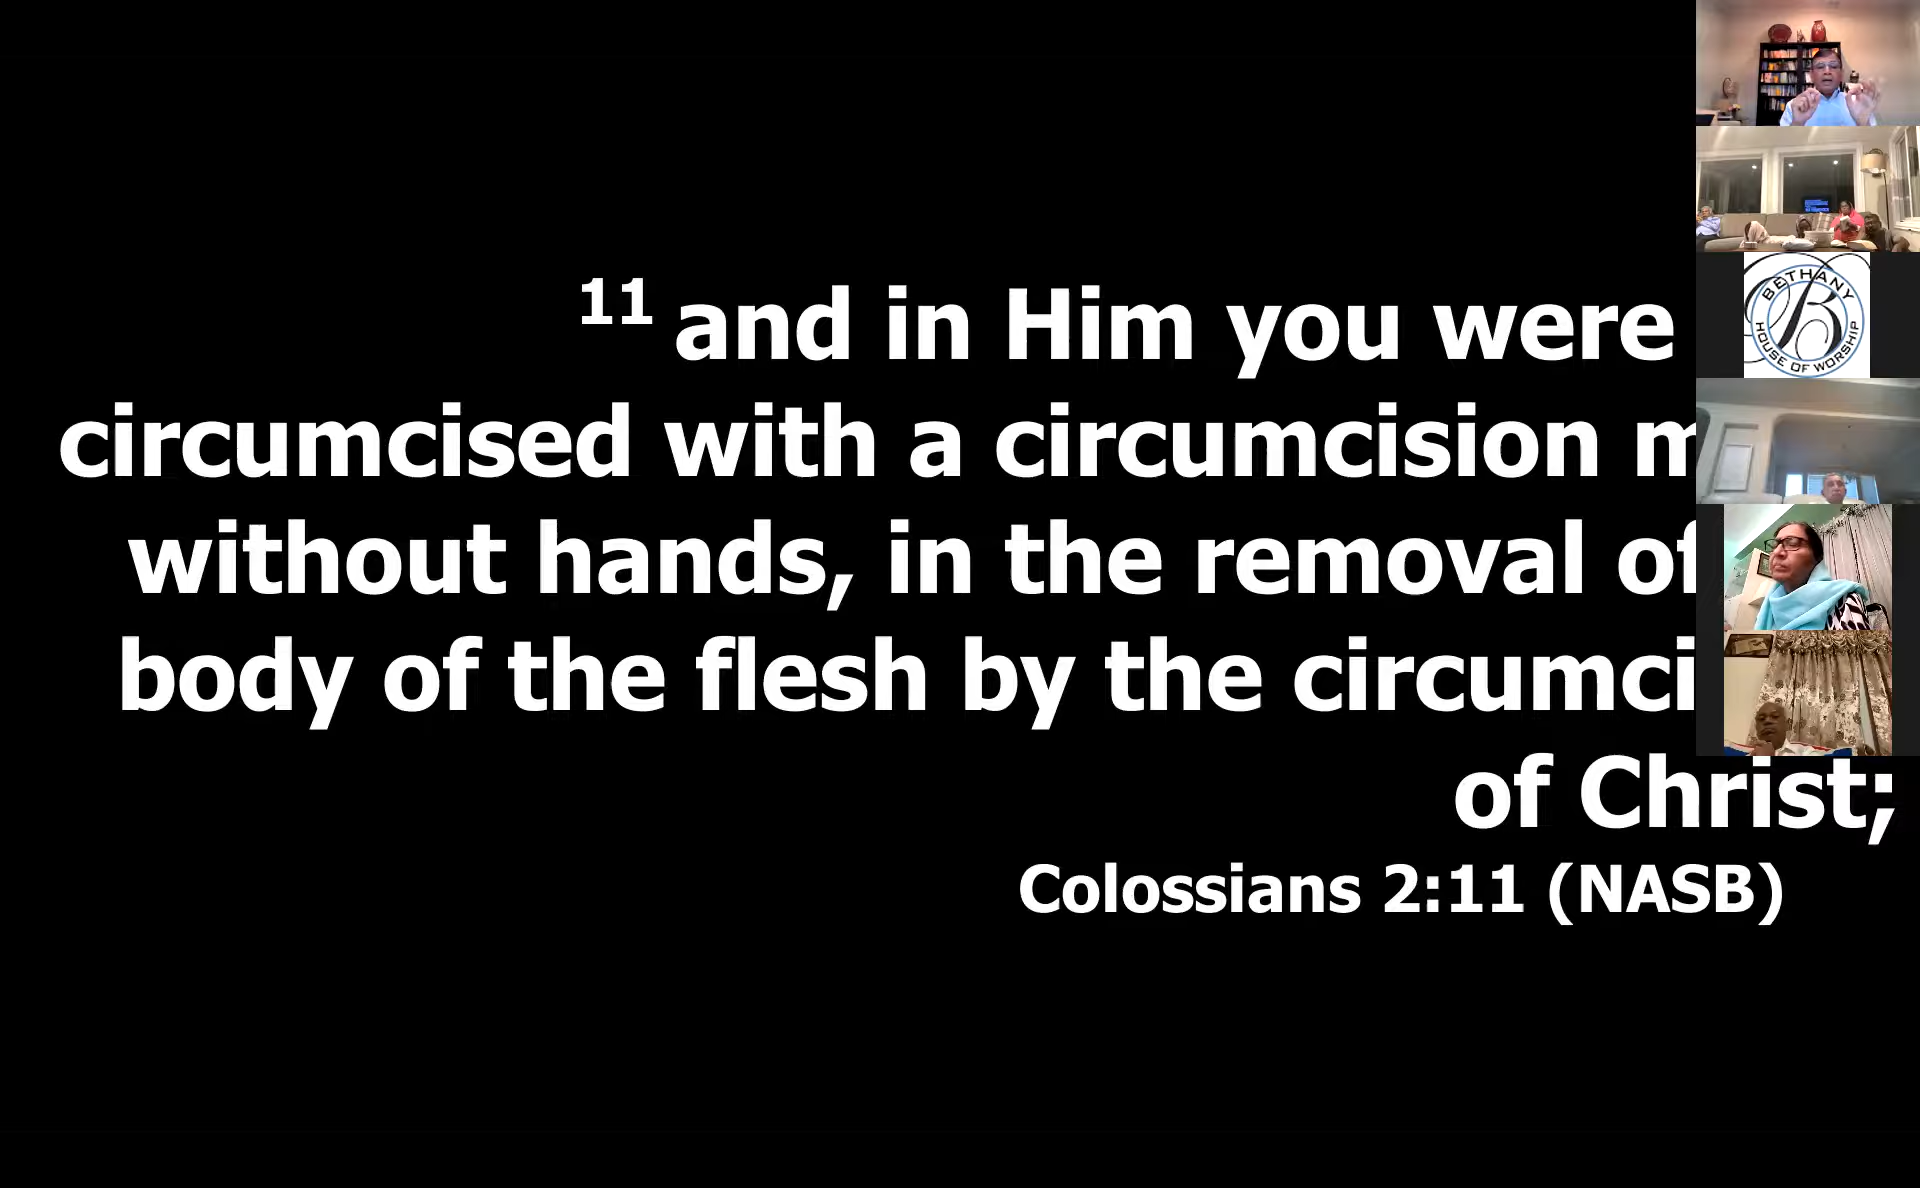 11 and in Him you were
circumcised with a circumcision m
without hands, in the removal of
body of the flesh by the circumci
of Christ;
Colossians 2:11 (NASB)
BETHANY
B
HOUSE OF WORSHIP